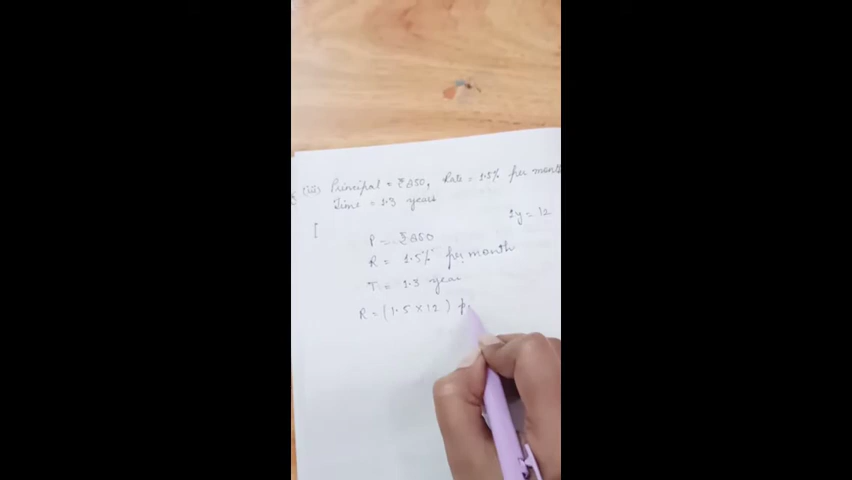 (iii) Principal = ₹850, Rate = 1.5% per month
Time = 1.3 years
1y = 12
[
P = ₹850
R = 1.5% per month
T = 1.3 year
R = (1.5 × 12) p